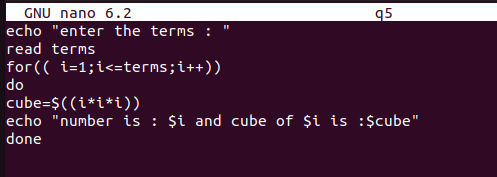 GNU nano 6.2 q5
echo "enter the terms : "
read terms
for(( i=1;i<=terms;i++))
do
cube=$((i*i*i))
echo "number is : $i and cube of $i is :$cube"
done